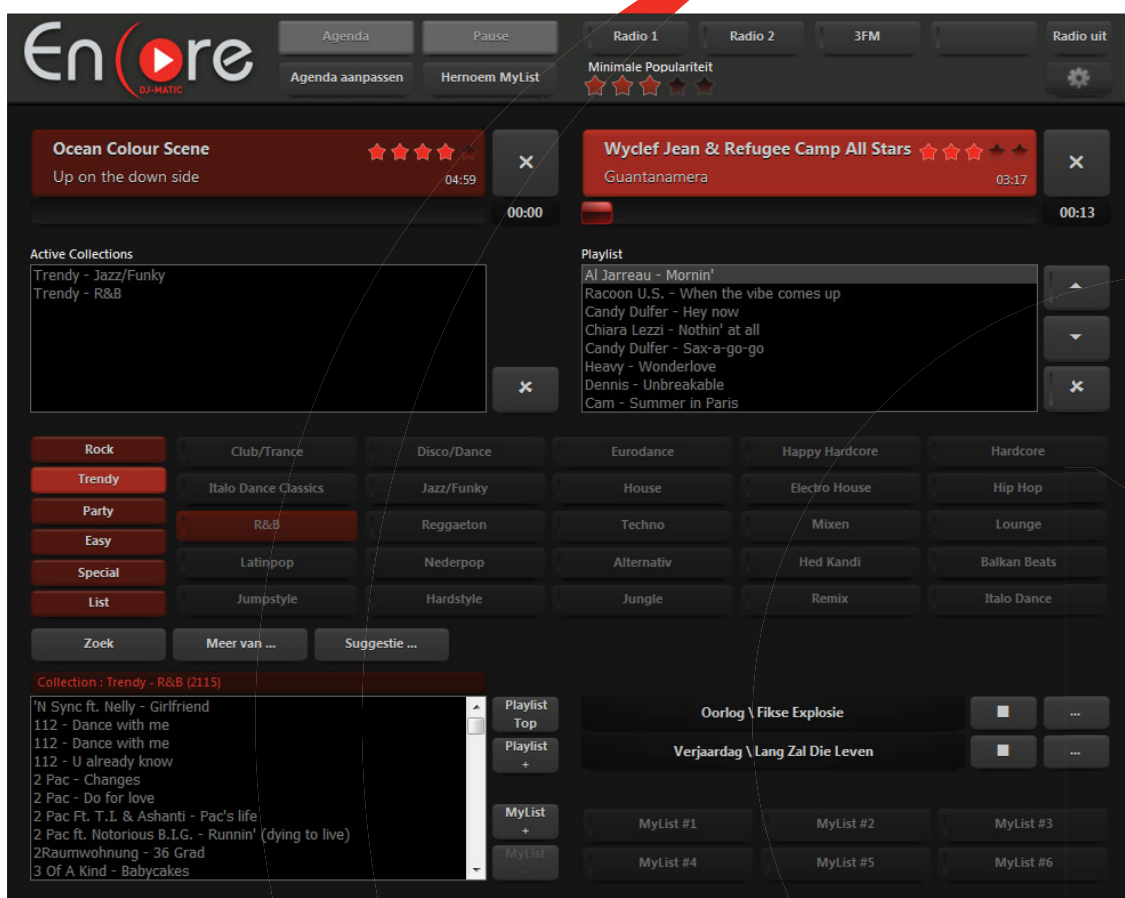 Encore
DJ-MATIC
Agenda
Pause
Radio 1
Radio 2
3FM
Radio uit
Agenda aanpassen
Hernoem MyList
Minimale Populariteit
Ocean Colour Scene
Up on the down side
04:59
×
00:00
Wyclef Jean & Refugee Camp All Stars
Guantanamera
03:17
×
00:13
Active Collections
Trendy - Jazz/Funky
Trendy - R&B
Playlist
Al Jarreau - Mornin'
Racoon U.S. - When the vibe comes up
Candy Dulfer - Hey now
Chiara Lezzi - Nothin' at all
Candy Dulfer - Sax-a-go-go
Heavy - Wonderlove
Dennis - Unbreakable
Cam - Summer in Paris
Rock
Trendy
Party
Easy
Special
List
Club/Trance
Disco/Dance
Eurodance
Happy Hardcore
Hardcore
Italo Dance Classics
Jazz/Funky
House
Electro House
Hip Hop
R&B
Reggaeton
Techno
Mixen
Lounge
Latinpop
Nederpop
Alternativ
Hed Kandi
Balkan Beats
Jumpstyle
Hardstyle
Jungle
Remix
Italo Dance
Zoek
Meer van ...
Suggestie ...
Collection : Trendy - R&B (2115)
'N Sync ft. Nelly - Girlfriend
112 - Dance with me
112 - Dance with me
112 - U already know
2 Pac - Changes
2 Pac - Do for love
2 Pac Ft. T.I. & Ashanti - Pac's life
2 Pac ft. Notorious B.I.G. - Runnin' (dying to live)
2Raumwohnung - 36 Grad
3 Of A Kind - Babycakes
Playlist
Top
Playlist
+
MyList
+
MyList
-
Oorlog \ Fikse Explosie
...
Verjaardag \ Lang Zal Die Leven
...
MyList #1
MyList #2
MyList #3
MyList #4
MyList #5
MyList #6